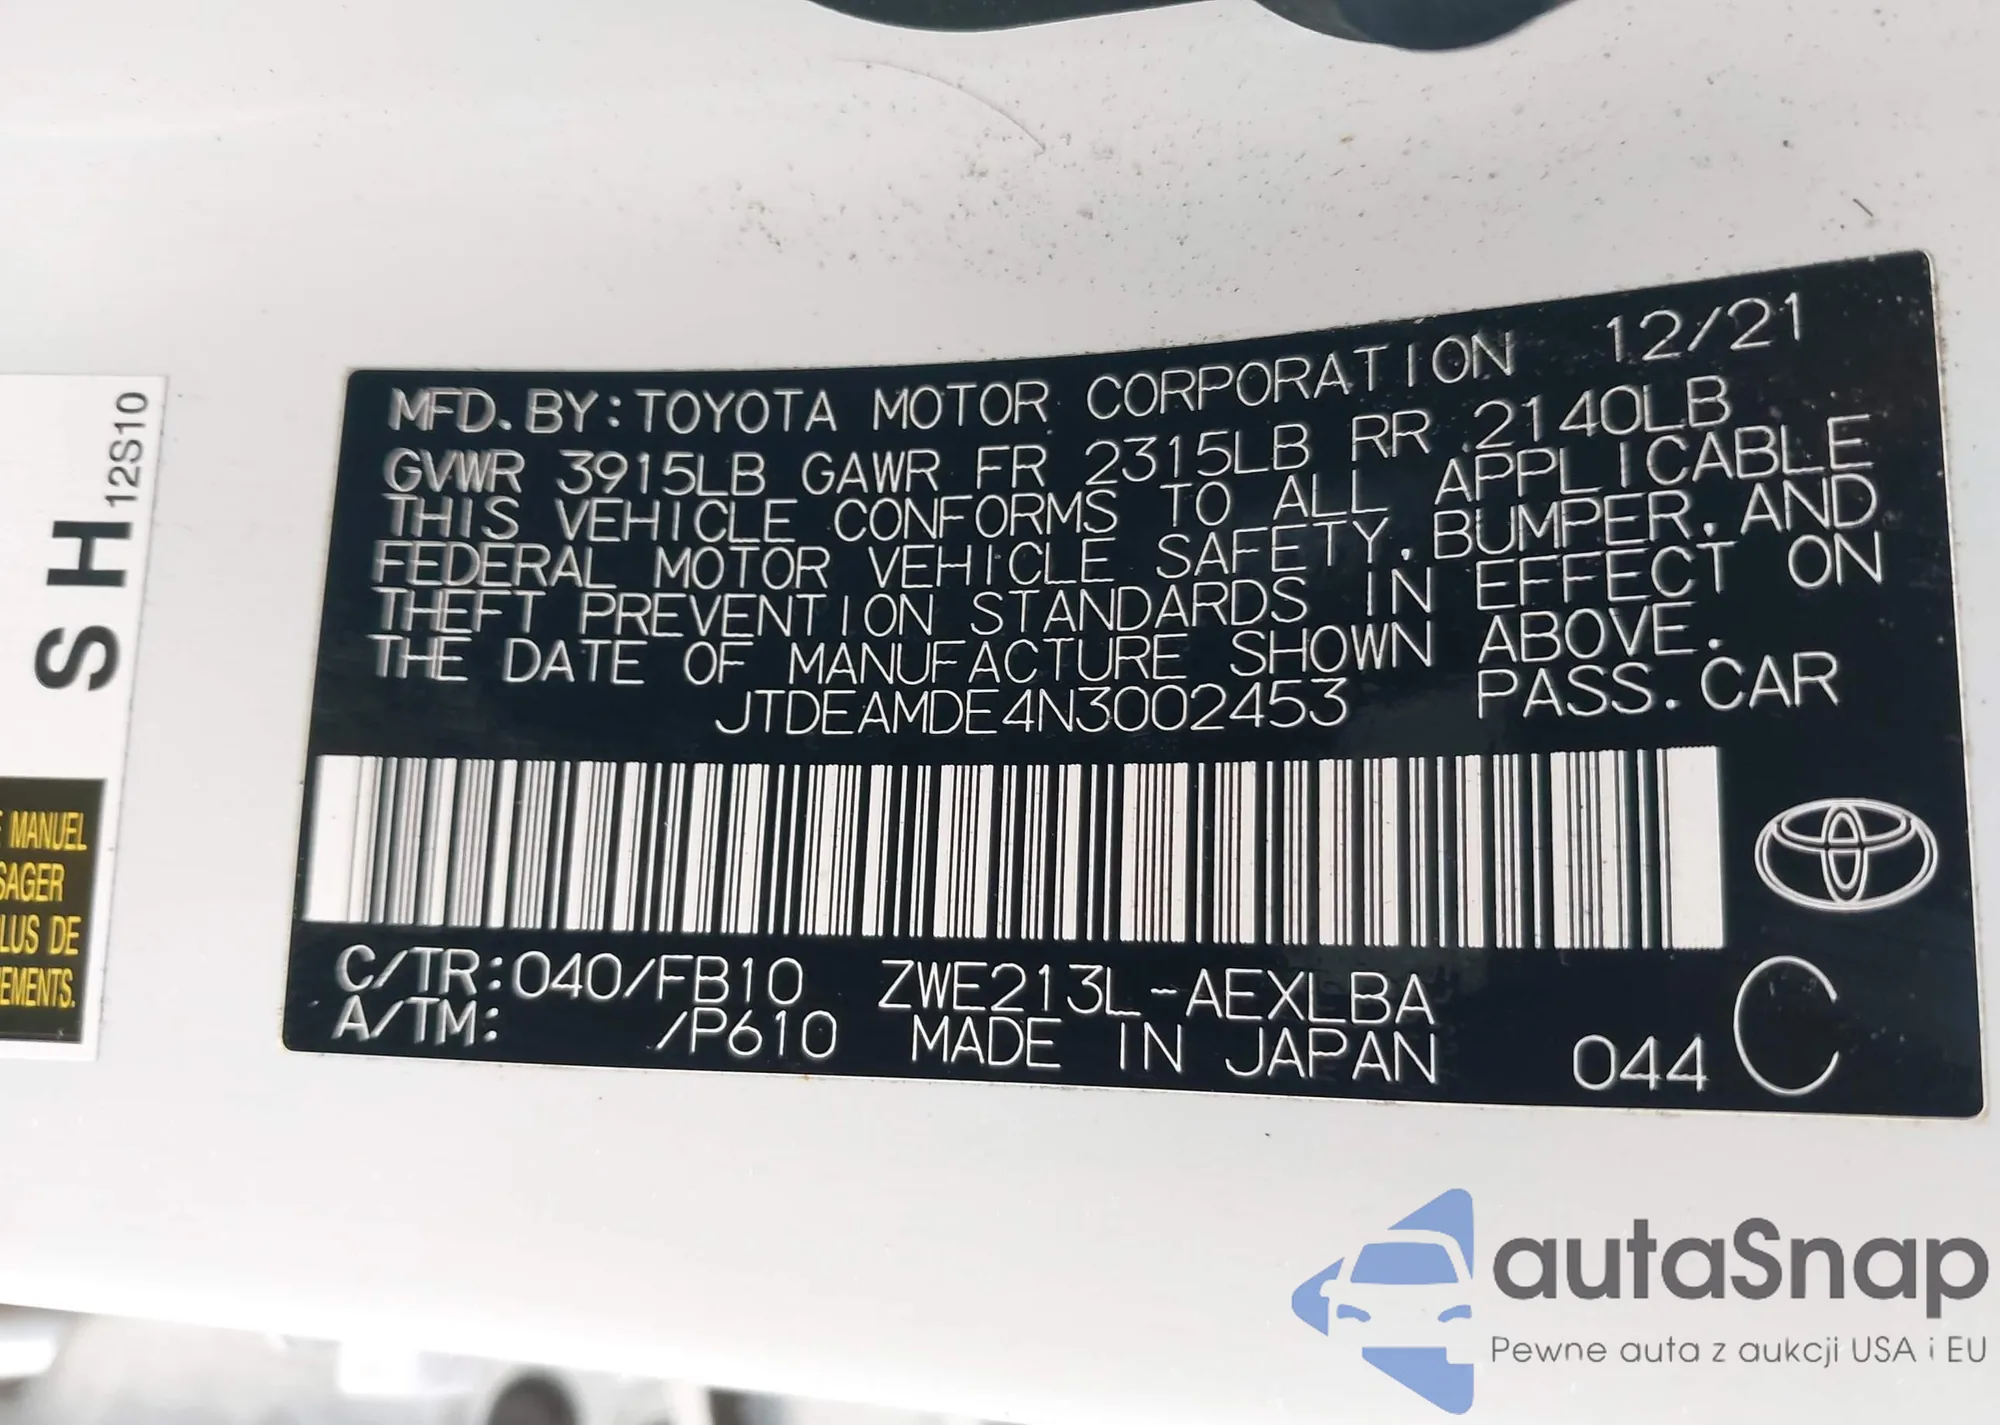 MFD. BY: TOYOTA MOTOR CORPORATION 12/21
GVWR 3915LB GAWR FR 2315LB RR 2140LB
THIS VEHICLE CONFORMS TO ALL APPLICABLE
FEDERAL MOTOR VEHICLE SAFETY, BUMPER, AND
THEFT PREVENTION STANDARDS IN EFFECT ON
THE DATE OF MANUFACTURE SHOWN ABOVE.
JTDEAMDE4N3002453 PASS. CAR
C/TR: 040/FB10 ZWE213L-AEXLBA
A/TM: /P610 MADE IN JAPAN 044 C
SH 12S10
E MANUEL
SAGER
LUS DE
EMENTS.
autaSnap
Pewne auta z aukcji USA i EU